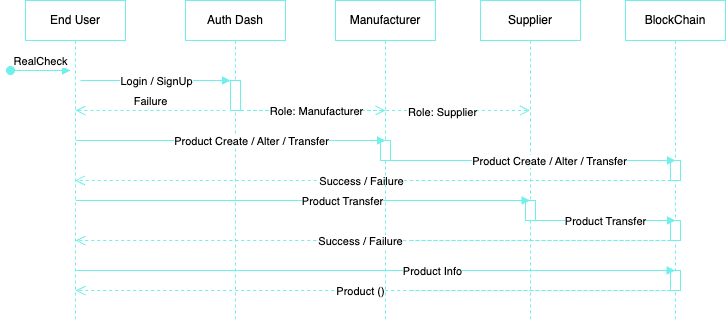 End User
Auth Dash
Manufacturer
Supplier
BlockChain
RealCheck
Login / SignUp
Failure
Role: Manufacturer
Role: Supplier
Product Create / Alter / Transfer
Product Create / Alter / Transfer
Success / Failure
Product Transfer
Product Transfer
Success / Failure
Product Info
Product ()